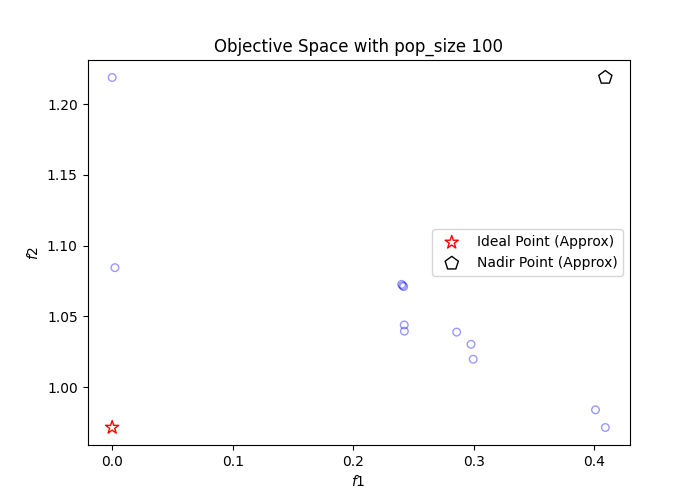 Objective Space with pop_size 100
1.20
1.15
1.10
1.05
1.00
f2
Ideal Point (Approx)
Nadir Point (Approx)
0.0 0.1 0.2 0.3 0.4
f1